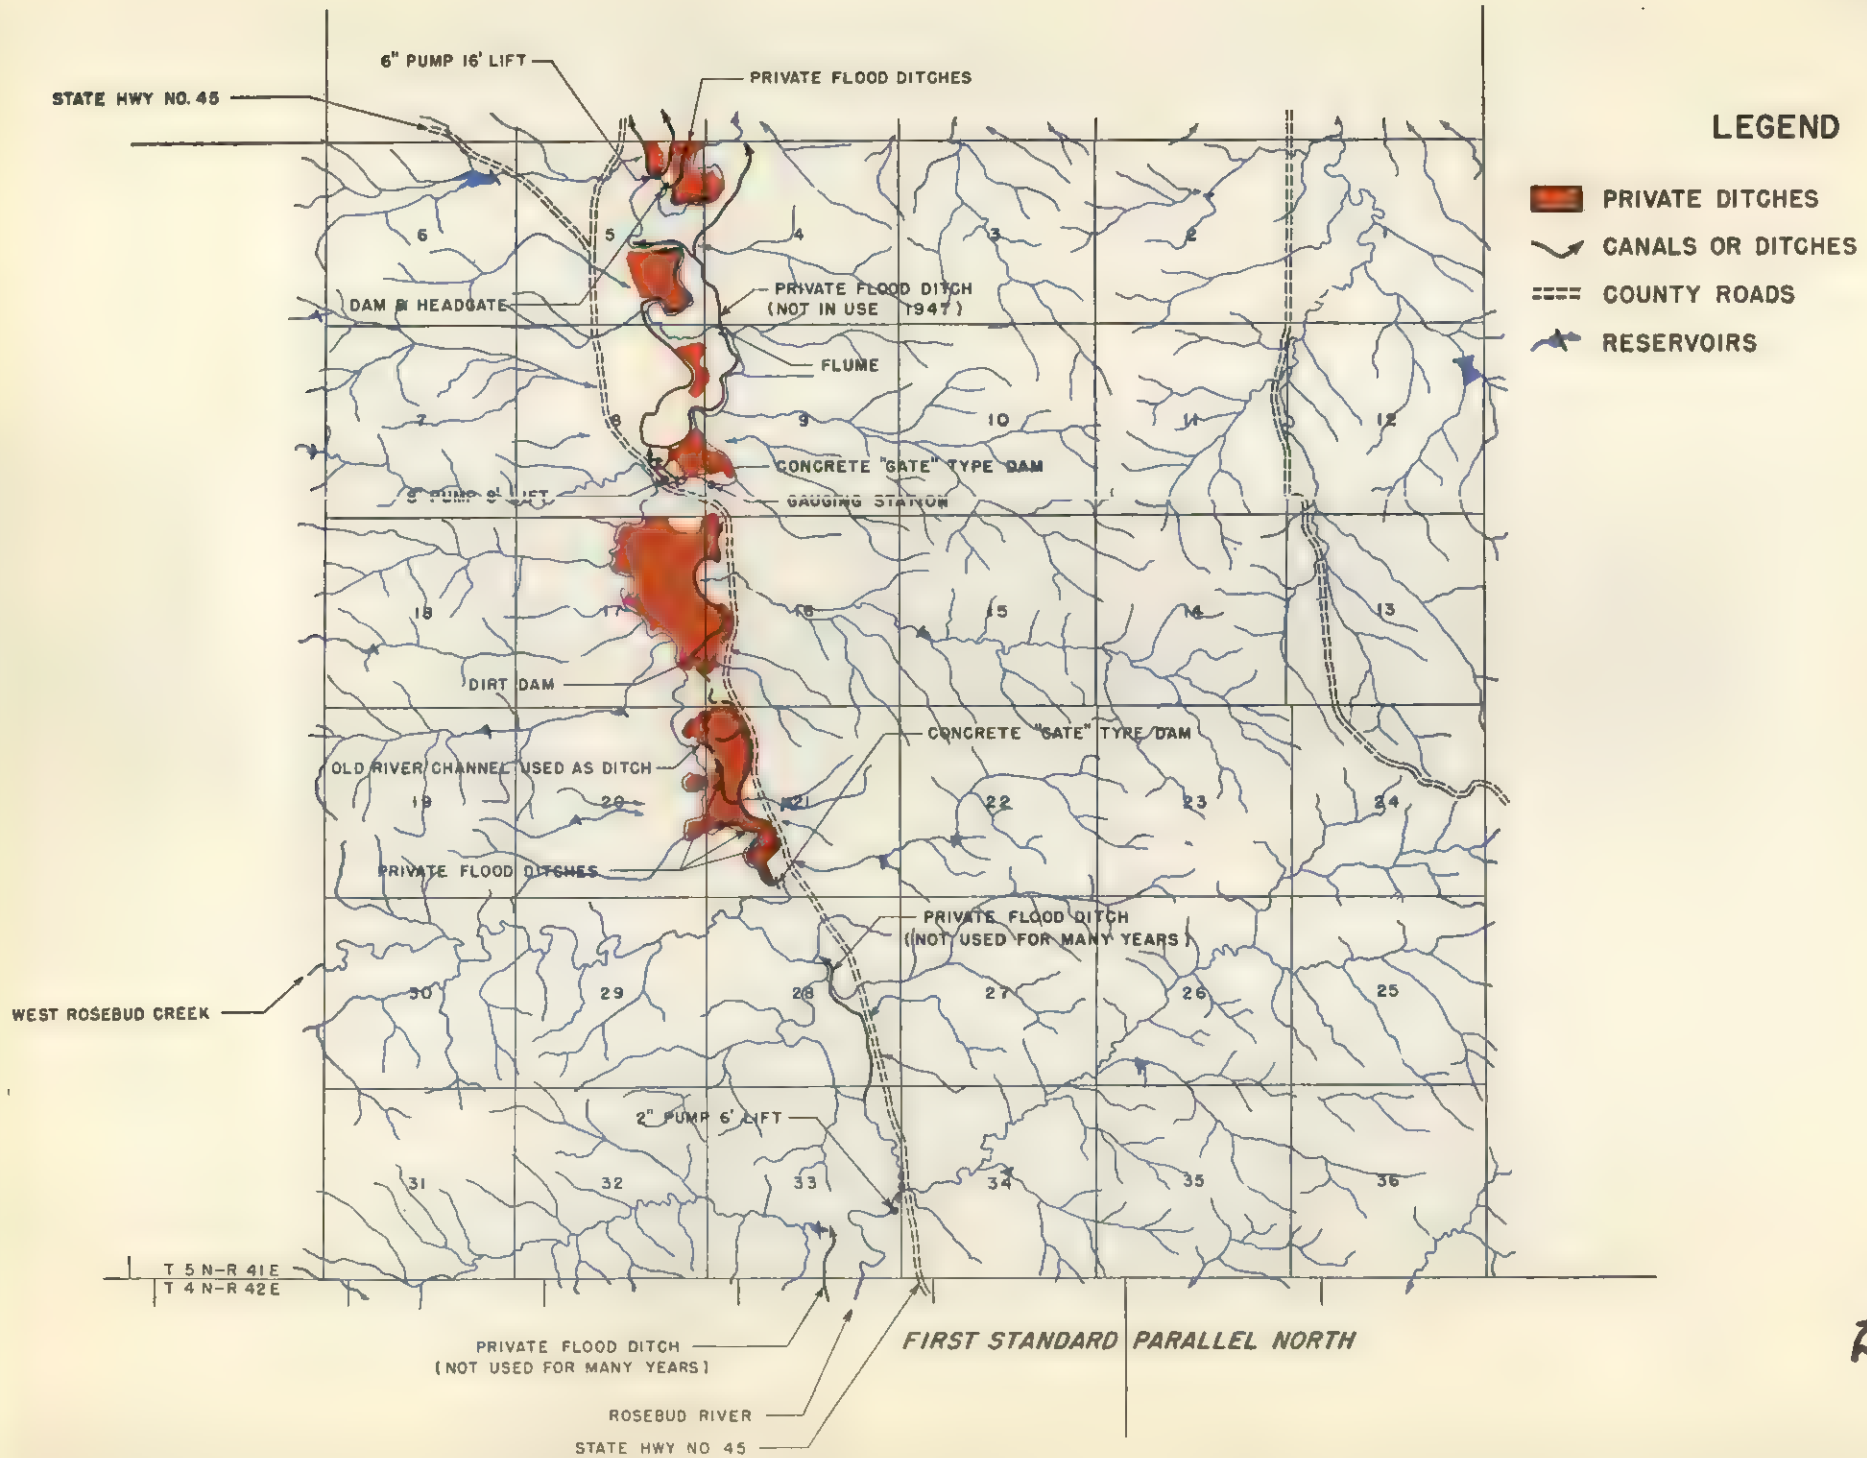 6" PUMP 16' LIFT
PRIVATE FLOOD DITCHES
STATE HWY NO. 45
LEGEND
PRIVATE DITCHES
CANALS OR DITCHES
COUNTY ROADS
RESERVOIRS
6
5
4
3
2
1
DAM & HEADGATE
PRIVATE FLOOD DITCH
(NOT IN USE 1947)
FLUME
7
8
9
10
11
12
CONCRETE "GATE" TYPE DAM
PUMP LIFT
GAUGING STATION
18
17
16
15
14
13
DIRT DAM
CONCRETE "GATE" TYPE DAM
OLD RIVER CHANNEL USED AS DITCH
19
20
21
22
23
24
PRIVATE FLOOD DITCHES
PRIVATE FLOOD DITCH
(NOT USED FOR MANY YEARS)
30
29
28
27
26
25
WEST ROSEBUD CREEK
2" PUMP 6' LIFT
31
32
33
34
35
36
T 5 N-R 41 E
T 4 N-R 42 E
FIRST STANDARD PARALLEL NORTH
PRIVATE FLOOD DITCH
(NOT USED FOR MANY YEARS)
ROSEBUD RIVER
STATE HWY NO 45